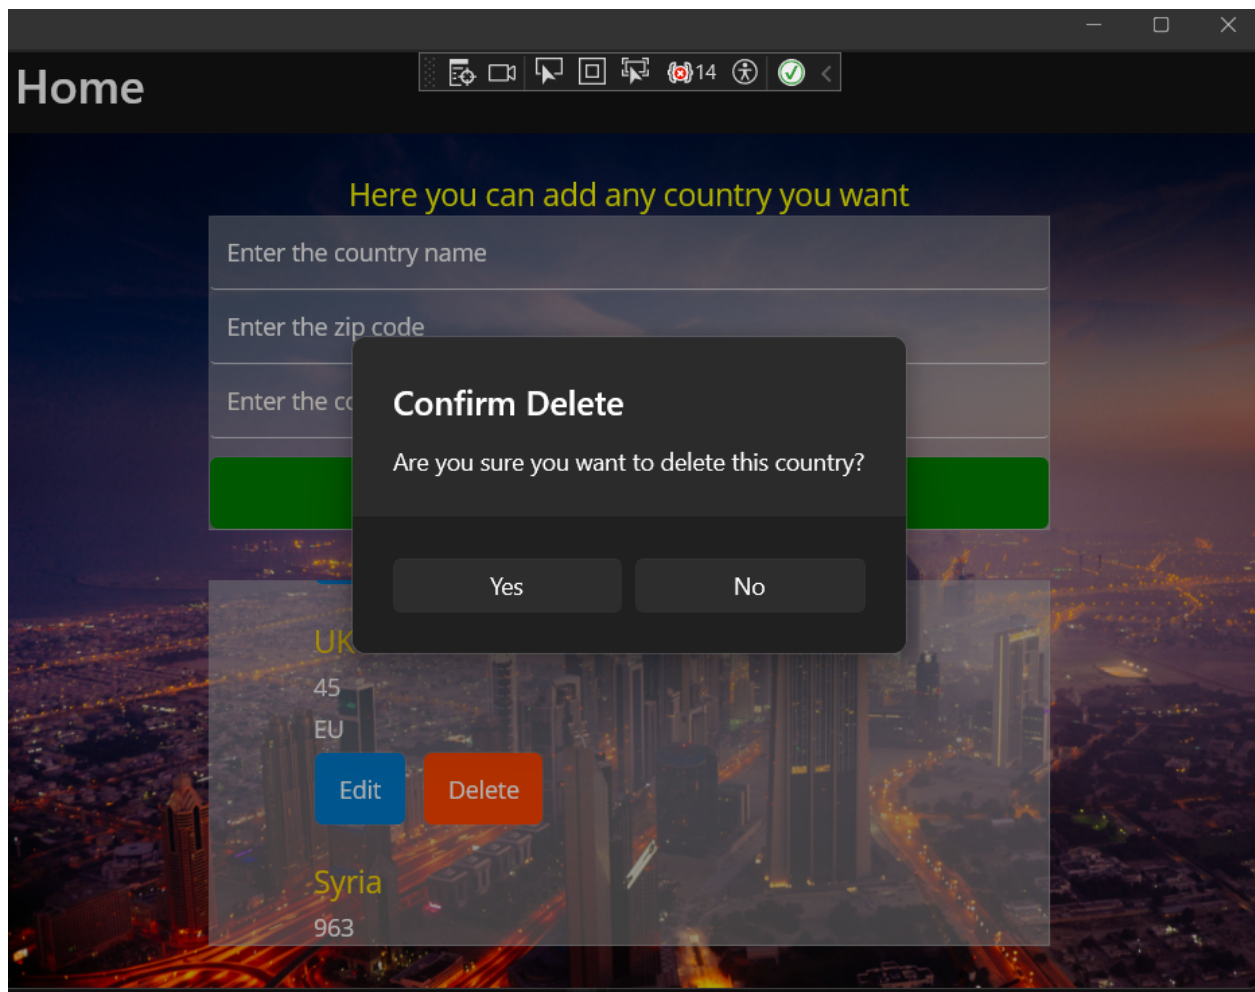 Home
14
Here you can add any country you want
Enter the country name
Enter the zip code
Enter the co
Confirm Delete
Are you sure you want to delete this country?
Yes
No
UK
45
EU
Edit
Delete
Syria
963